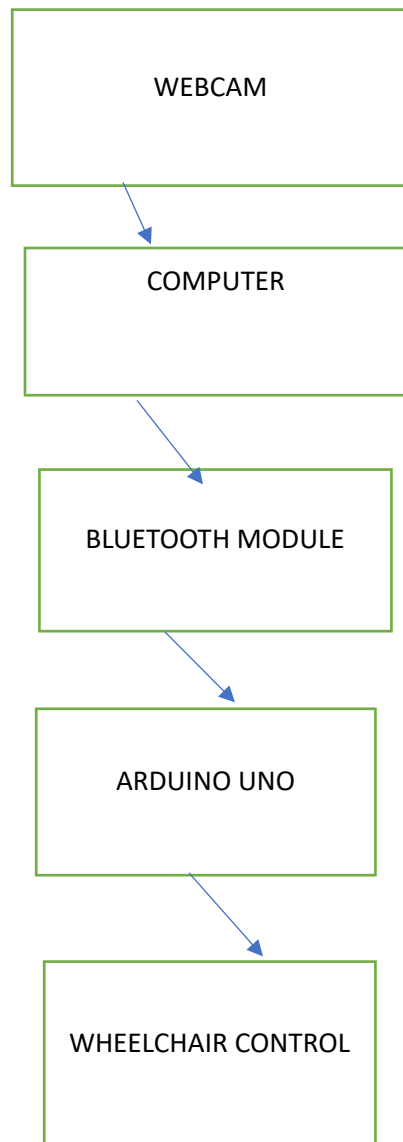 WEBCAM
COMPUTER
BLUETOOTH MODULE
ARDUINO UNO
WHEELCHAIR CONTROL